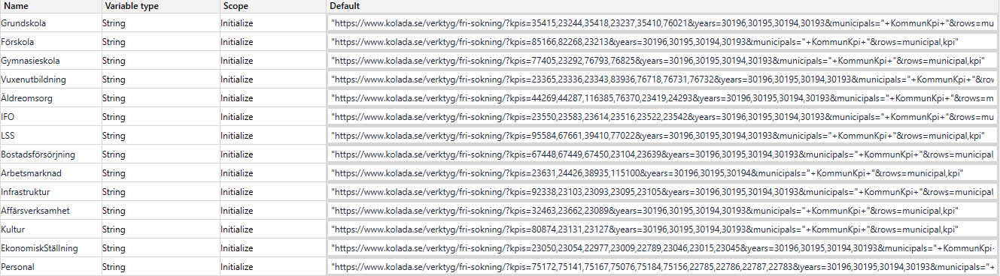 Name Variable type Scope Default
Grundskola String Initialize "https://www.kolada.se/verktyg/fri-sokning/?kpis=35415,23244,35418,23237,35410,76021&years=30196,30195,30194,30193&municipals="+KommunKpi+"&rows=mu
Förskola String Initialize "https://www.kolada.se/verktyg/fri-sokning/?kpis=85166,82268,23213&years=30196,30195,30194,30193&municipals="+KommunKpi+"&rows=municipal,kpi"
Gymnasieskola String Initialize "https://www.kolada.se/verktyg/fri-sokning/?kpis=77405,23292,76793,76825&years=30196,30195,30194,30193&municipals="+KommunKpi+"&rows=municipal,kpi"
Vuxenutbildning String Initialize "https://www.kolada.se/verktyg/fri-sokning/?kpis=23365,23336,23343,83936,76718,76731,76732&years=30196,30195,30194,30193&municipals="+KommunKpi+"&rov
Äldreomsorg String Initialize "https://www.kolada.se/verktyg/fri-sokning/?kpis=44269,44287,116385,76370,23419,24293&years=30196,30195,30194,30193&municipals="+KommunKpi+"&rows=m
IFO String Initialize "https://www.kolada.se/verktyg/fri-sokning/?kpis=23550,23583,23614,23516,23522,23542&years=30196,30195,30194,30193&municipals="+KommunKpi+"&rows=mu
LSS String Initialize "https://www.kolada.se/verktyg/fri-sokning/?kpis=95584,67661,39410,77022&years=30196,30195,30194,30193&municipals="+KommunKpi+"&rows=municipal,kpi"
Bostadsförsörjning String Initialize "https://www.kolada.se/verktyg/fri-sokning/?kpis=67448,67449,67450,23104,23639&years=30196,30195,30194,30193&municipals="+KommunKpi+"&rows=municipal,
Arbetsmarknad String Initialize "https://www.kolada.se/verktyg/fri-sokning/?kpis=23631,24426,38935,115100&years=30196,30195,30194&municipals="+KommunKpi+"&rows=municipal,kpi"
Infrastruktur String Initialize "https://www.kolada.se/verktyg/fri-sokning/?kpis=92338,23103,23093,23095,23105&years=30196,30195,30194,30193&municipals="+KommunKpi+"&rows=municipal,
Affärsverksamhet String Initialize "https://www.kolada.se/verktyg/fri-sokning/?kpis=32463,23662,23089&years=30196,30195,30194,30193&municipals="+KommunKpi+"&rows=municipal,kpi"
Kultur String Initialize "https://www.kolada.se/verktyg/fri-sokning/?kpis=80874,23131,23127&years=30196,30195,30194,30193&municipals="+KommunKpi+"&rows=municipal,kpi"
EkonomiskStällning String Initialize "https://www.kolada.se/verktyg/fri-sokning/?kpis=23050,23054,22977,23009,22789,23046,23015,23045&years=30196,30195,30194,30193&municipals="+KommunKpi-
Personal String Initialize "https://www.kolada.se/verktyg/fri-sokning/?kpis=75172,75141,75167,75076,75184,75156,22785,22786,22787,22783&years=30196,30195,30194,30193&municipals="+